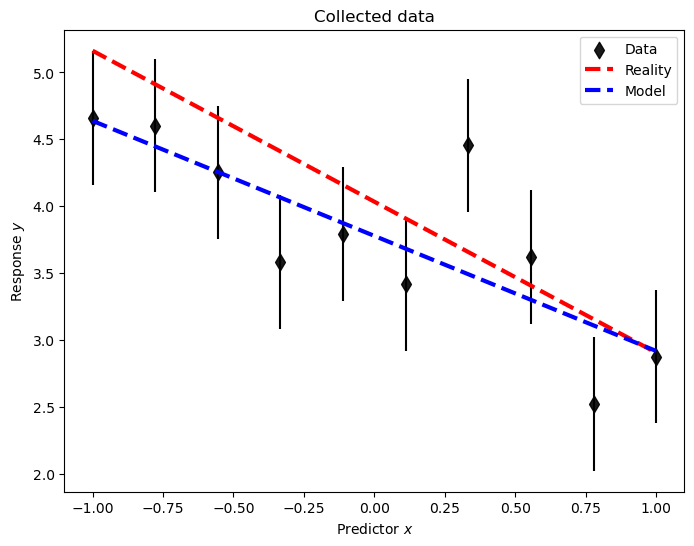 Collected data
Data
Reality
Model
Response y
5.0
4.5
4.0
3.5
3.0
2.5
2.0
−1.00 −0.75 −0.50 −0.25 0.00 0.25 0.50 0.75 1.00
Predictor x